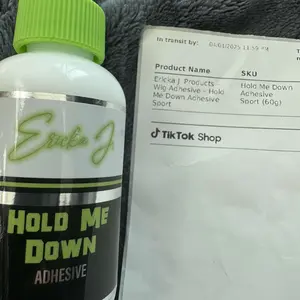 Ericka J.
HOLD ME
DOWN
ADHESIVE
In transit by:
Product Name SKU
Ericka J. Products Hold Me Down
Wig Adhesive - Hold Adhesive
Me Down Adhesive Sport (60g)
Sport
TikTok Shop